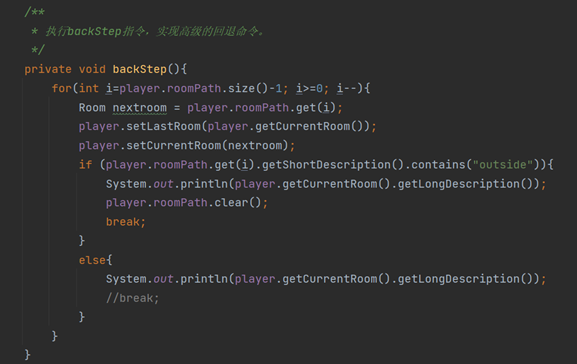 /**
 * 执行backStep指令，实现高级的回退命令。
 */
private void backStep(){
    for(int i=player.roomPath.size()-1; i>=0; i--){
        Room nextroom = player.roomPath.get(i);
        player.setLastRoom(player.getCurrentRoom());
        player.setCurrentRoom(nextroom);
        if (player.roomPath.get(i).getShortDescription().contains("outside")){
            System.out.println(player.getCurrentRoom().getLongDescription());
            player.roomPath.clear();
            break;
        }
        else{
            System.out.println(player.getCurrentRoom().getLongDescription());
            //break;
        }
    }
}